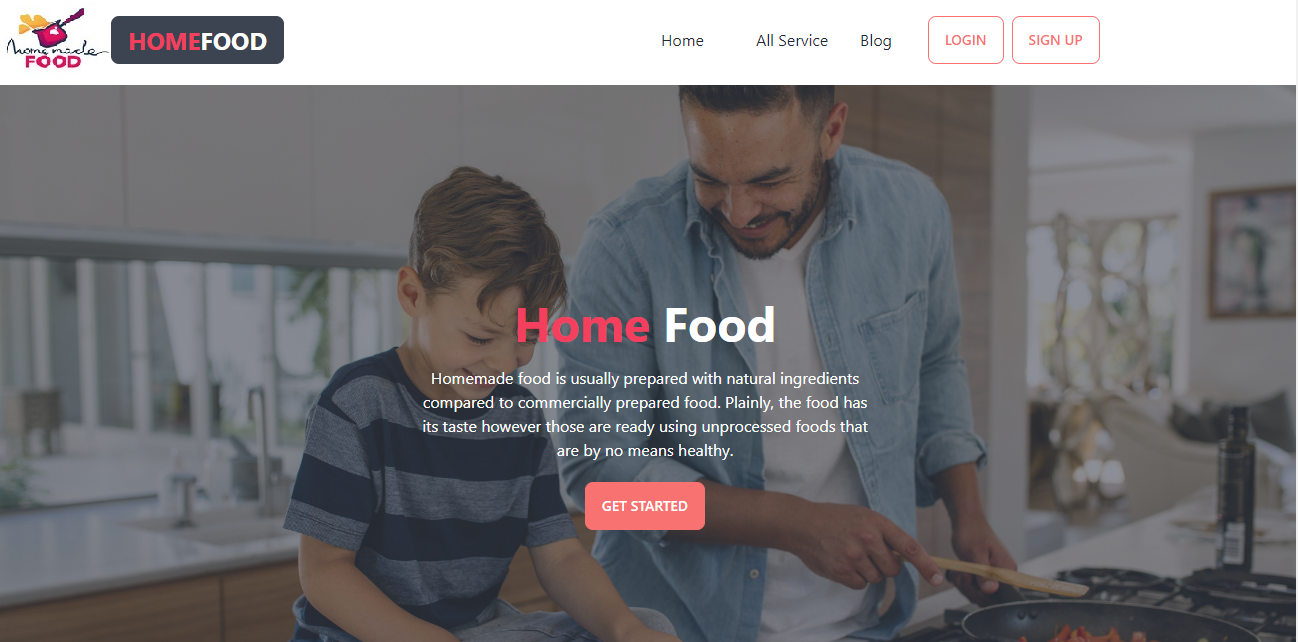 home made
FOOD
HOMEFOOD
Home
All Service
Blog
LOGIN
SIGN UP
Home Food
Homemade food is usually prepared with natural ingredients
compared to commercially prepared food. Plainly, the food has
its taste however those are ready using unprocessed foods that
are by no means healthy.
GET STARTED